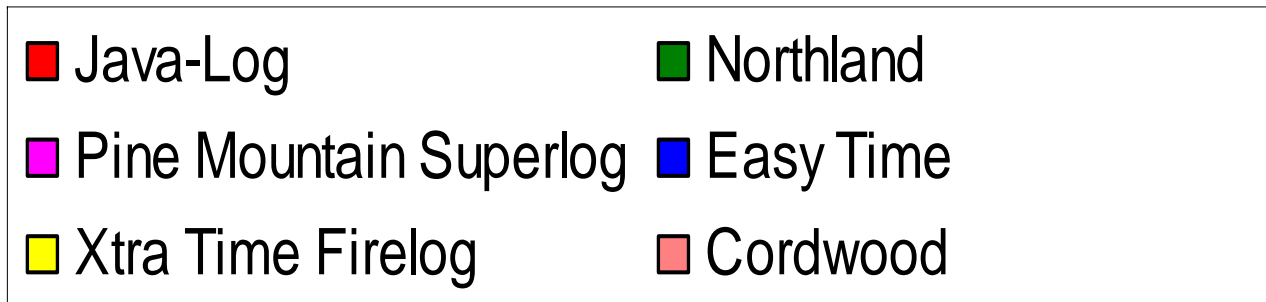 Java-Log
Northland
Pine Mountain Superlog
Easy Time
Xtra Time Firelog
Cordwood